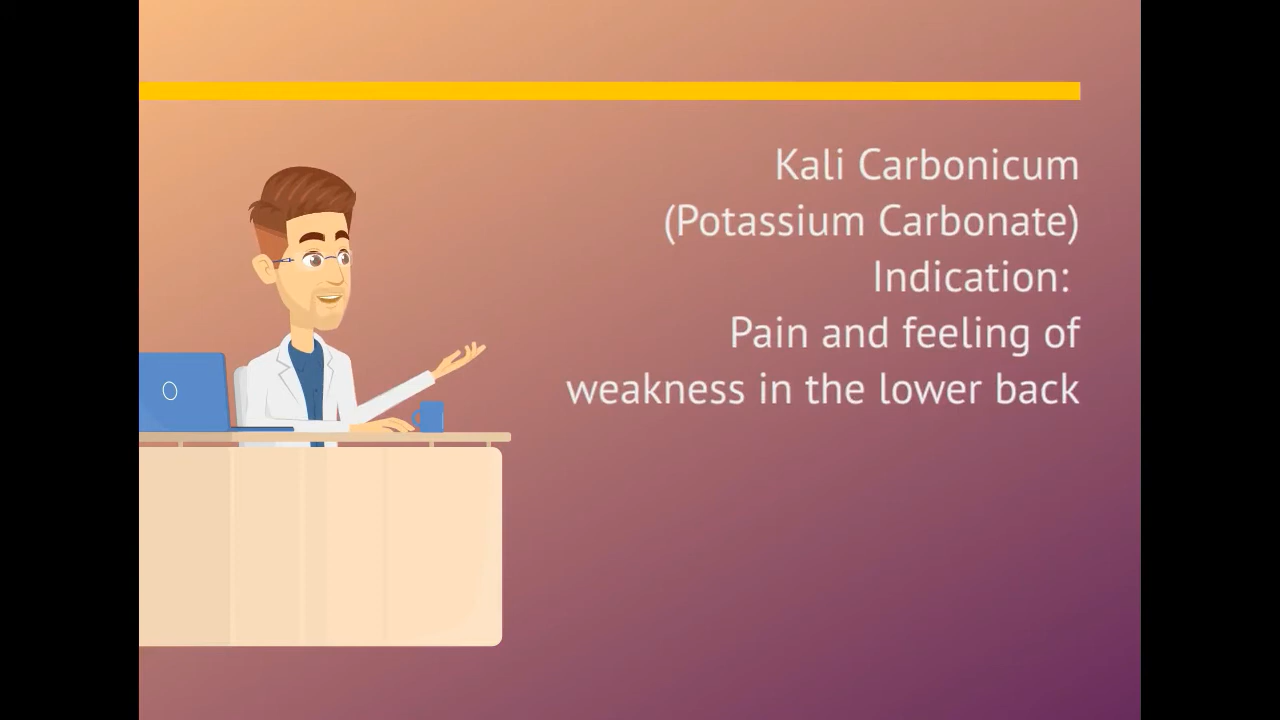 Kali Carbonicum
(Potassium Carbonate)
Indication:
Pain and feeling of
weakness in the lower back